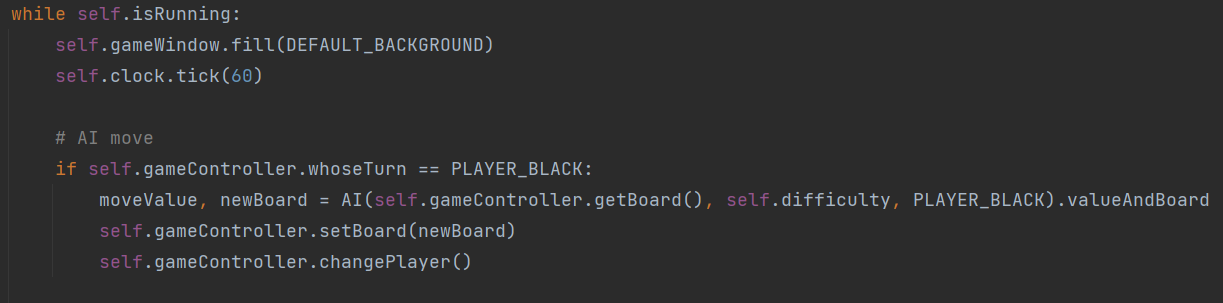 while self.isRunning:
    self.gameWindow.fill(DEFAULT_BACKGROUND)
    self.clock.tick(60)
    # AI move
    if self.gameController.whoseTurn == PLAYER_BLACK:
        moveValue, newBoard = AI(self.gameController.getBoard(), self.difficulty, PLAYER_BLACK).valueAndBoard
        self.gameController.setBoard(newBoard)
        self.gameController.changePlayer()